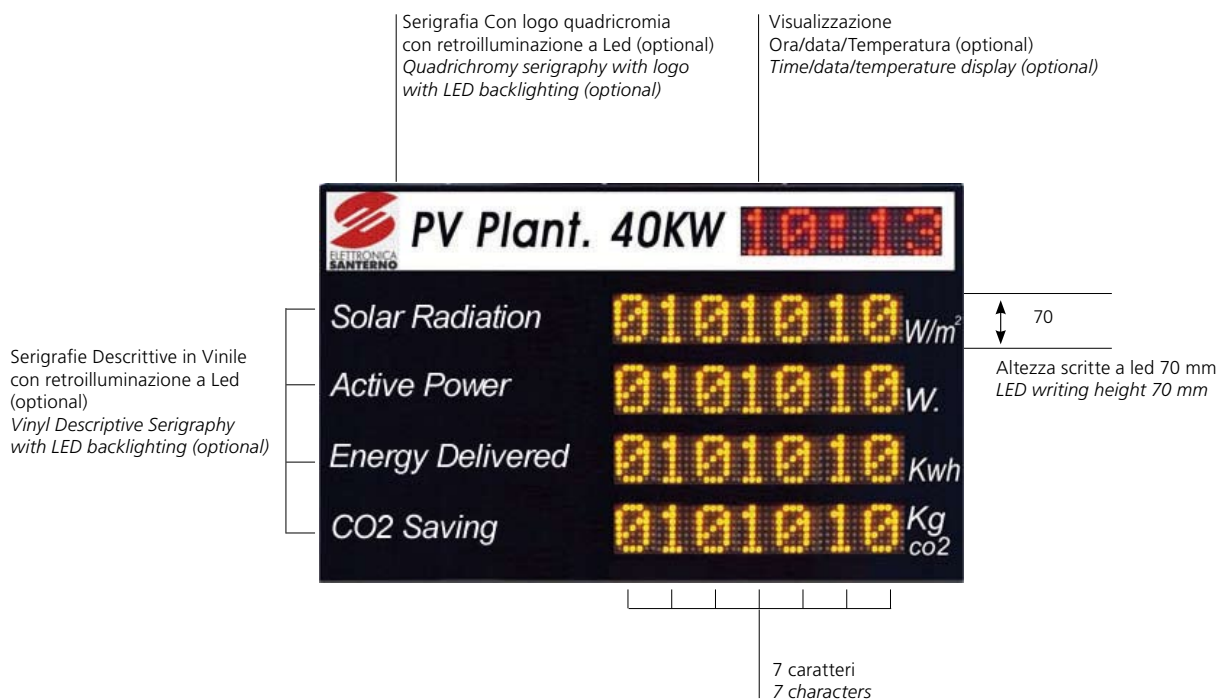 Serigrafia Con logo quadricromia
con retroilluminazione a Led (optional)
Quadrichromy serigraphy with logo
with LED backlighting (optional)
Visualizzazione
Ora/data/Temperatura (optional)
Time/data/temperature display (optional)
ELETTRONICA
SANTERNO
PV Plant. 40KW 10:13
Solar Radiation 0101010 W/m²
Active Power 0101010 W.
Energy Delivered 0101010 Kwh
CO2 Saving 0101010 Kg
co2
70
Altezza scritte a led 70 mm
LED writing height 70 mm
Serigrafie Descrittive in Vinile
con retroilluminazione a Led
(optional)
Vinyl Descriptive Serigraphy
with LED backlighting (optional)
7 caratteri
7 characters